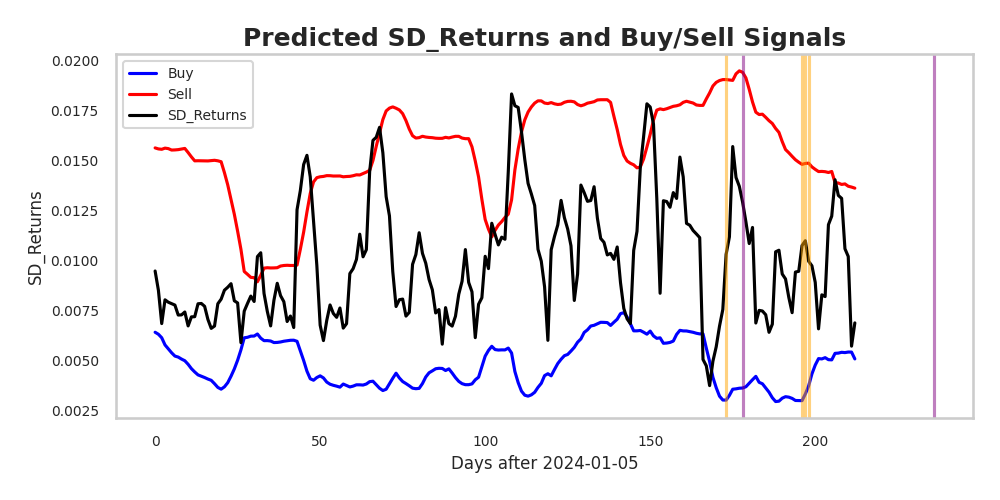 Predicted SD_Returns and Buy/Sell Signals
Buy
Sell
SD_Returns
SD_Returns
0.0200
0.0175
0.0150
0.0125
0.0100
0.0075
0.0050
0.0025
0 50 100 150 200
Days after 2024-01-05